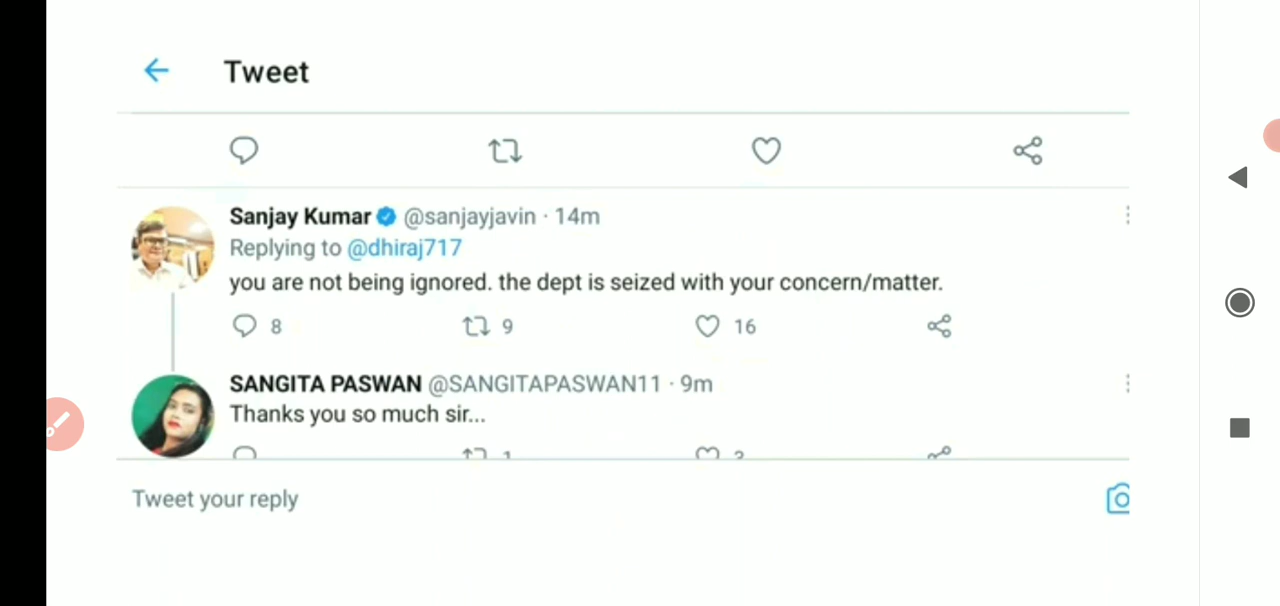 Tweet
Sanjay Kumar @sanjayjavin · 14m
Replying to @dhiraj717
you are not being ignored. the dept is seized with your concern/matter.
8 9 16
SANGITA PASWAN @SANGITAPASWAN11 · 9m
Thanks you so much sir...
Tweet your reply